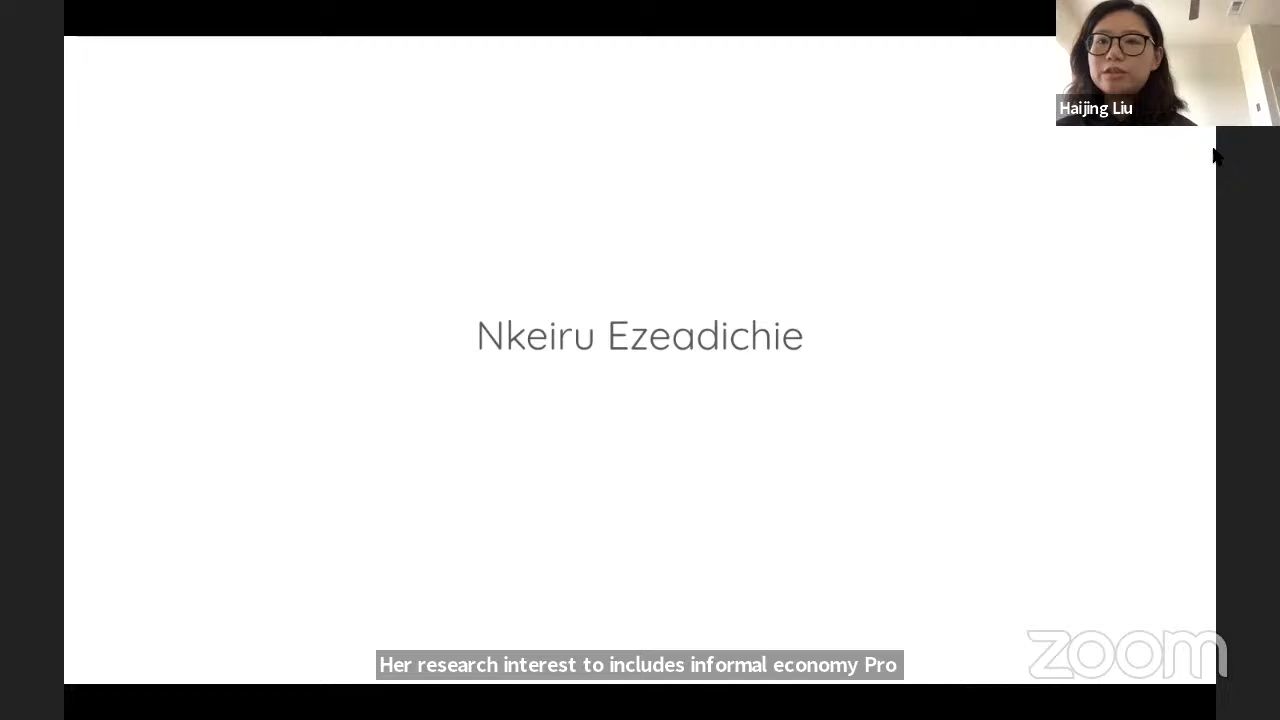 Haijing Liu
Nkeiru Ezeadichie
zoom
Her research interest to includes informal economy Pro